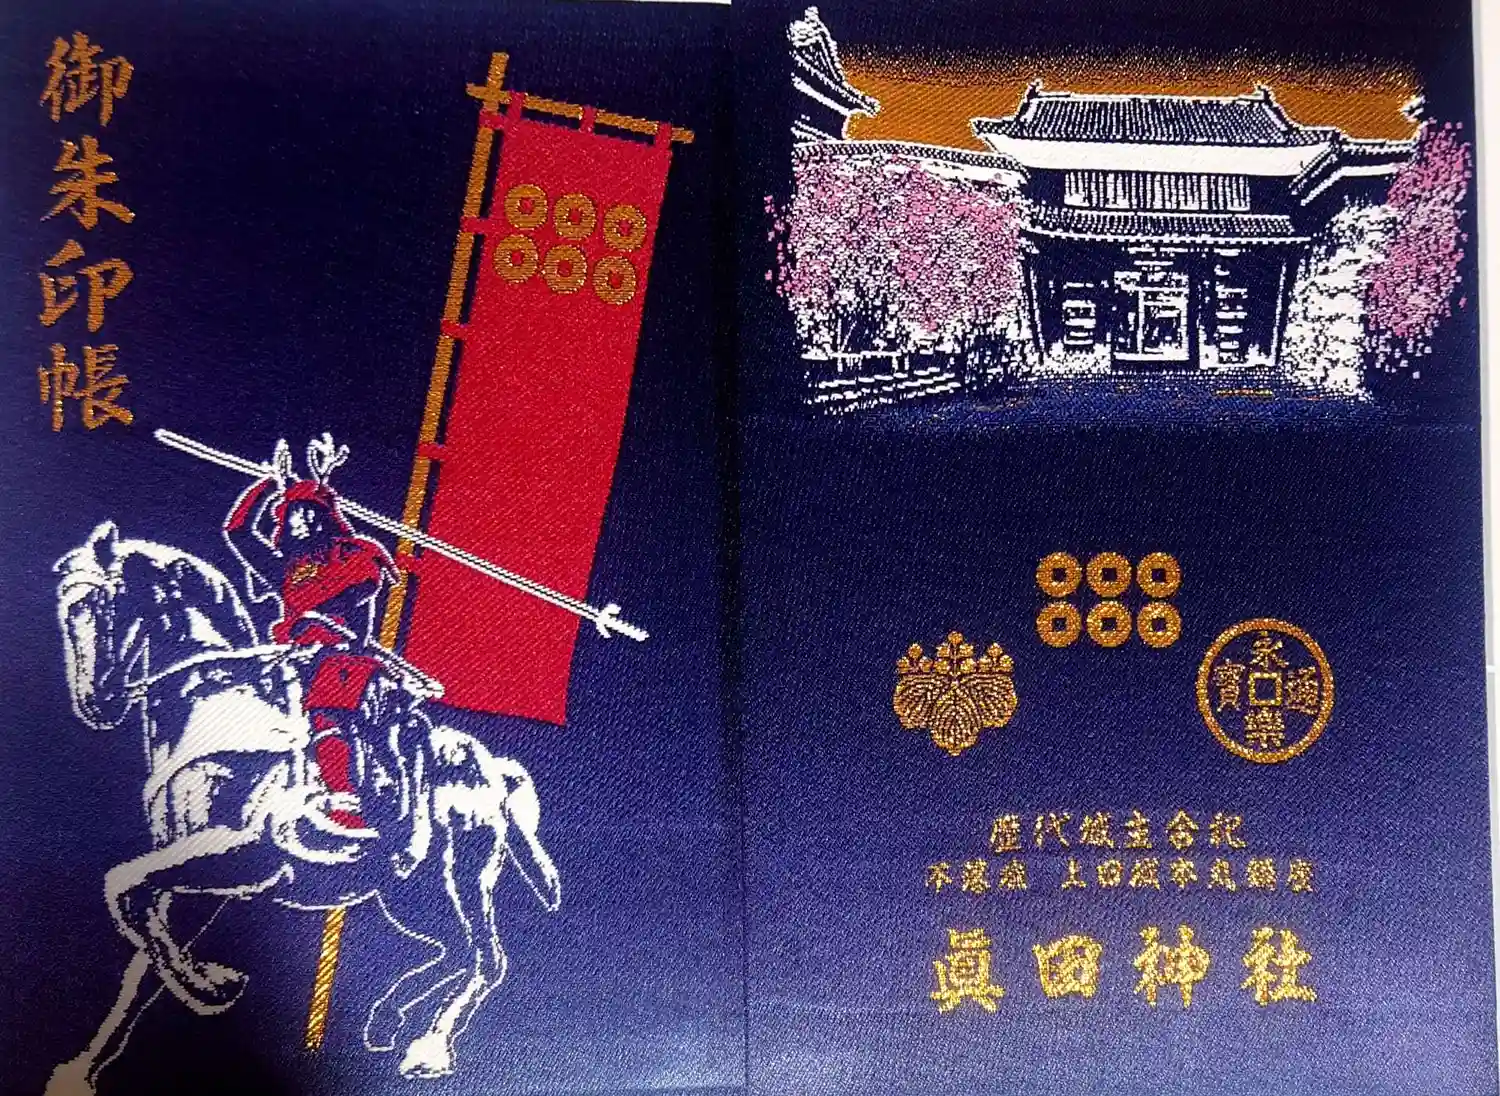 御朱印帳
永樂通寳
歴代城主合祀
不落城 上田城本丸鎮座
眞田神社